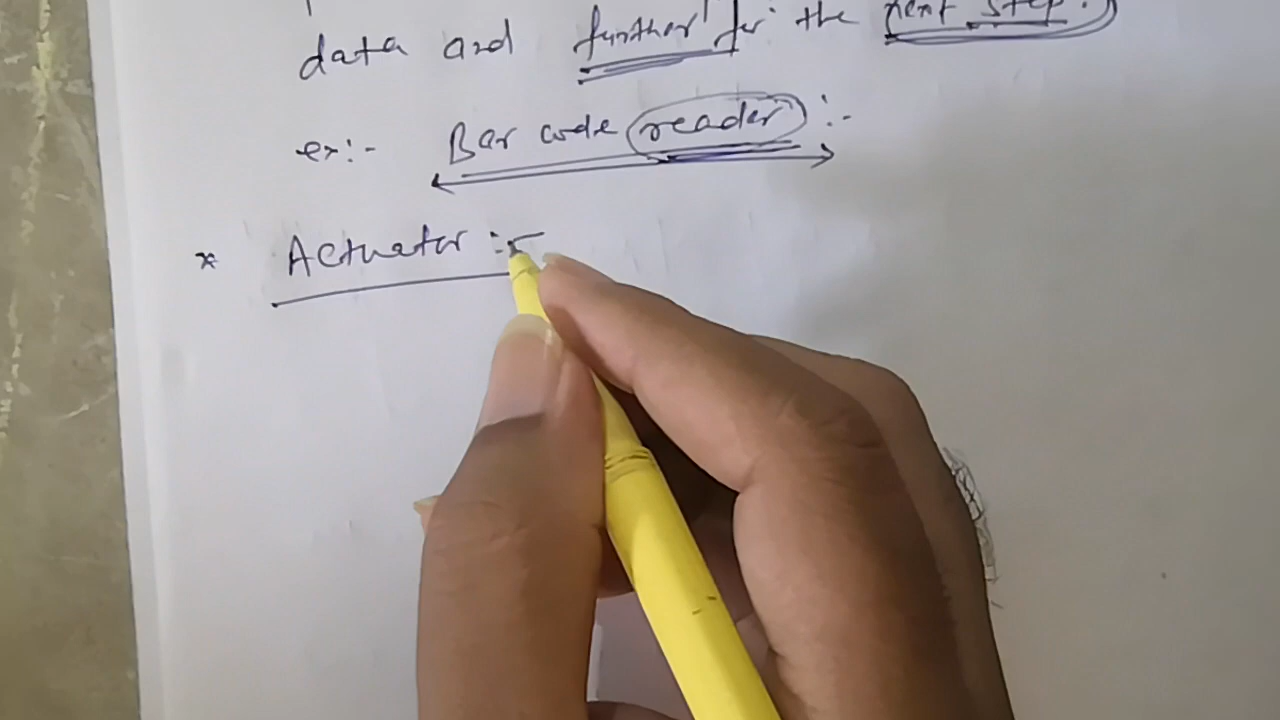 data and further for the next step.
ex:- Bar code reader :-
* Actuator :-